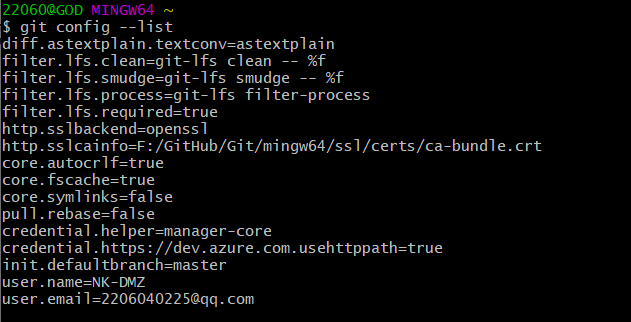 22060@GOD MINGW64 ~
$ git config --list
diff.astextplain.textconv=astextplain
filter.lfs.clean=git-lfs clean -- %f
filter.lfs.smudge=git-lfs smudge -- %f
filter.lfs.process=git-lfs filter-process
filter.lfs.required=true
http.sslbackend=openssl
http.sslcainfo=F:/GitHub/Git/mingw64/ssl/certs/ca-bundle.crt
core.autocrlf=true
core.fscache=true
core.symlinks=false
pull.rebase=false
credential.helper=manager-core
credential.https://dev.azure.com.usehttppath=true
init.defaultbranch=master
user.name=NK-DMZ
user.email=2206040225@qq.com